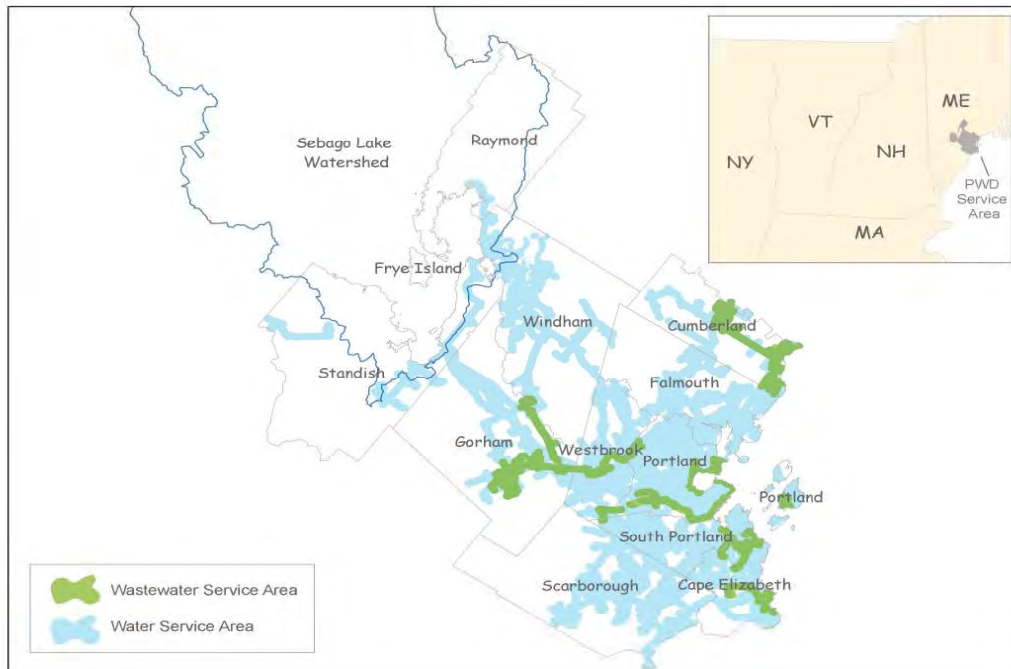 Sebago Lake
Watershed
Raymond
Frye Island
Standish
Windham
Cumberland
Falmouth
Gorham
Westbrook
Portland
Portland
South Portland
Scarborough
Cape Elizabeth
NY
VT
NH
ME
MA
PWD
Service
Area
Wastewater Service Area
Water Service Area